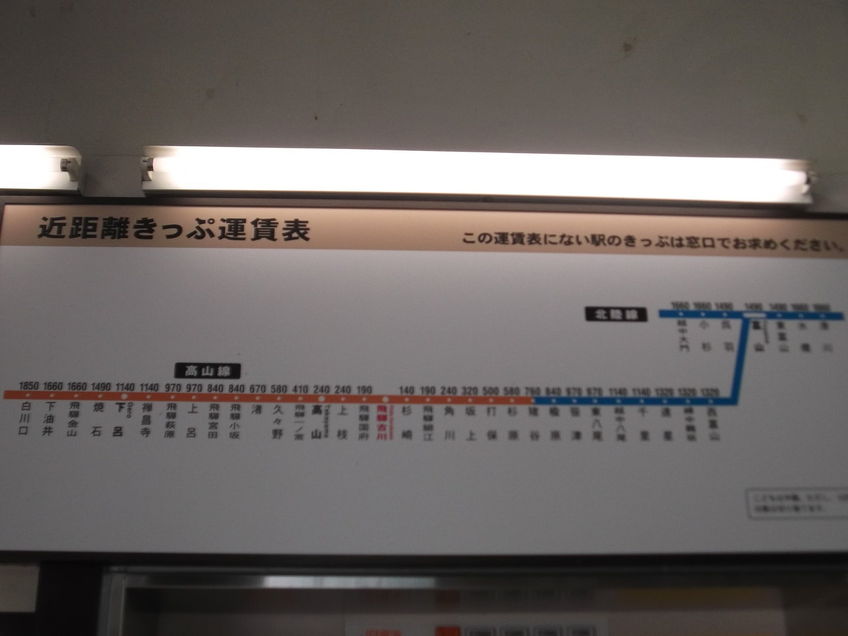 近距離きっぷ運賃表
この運賃表にない駅のきっぷは窓口でお求めください。
北陸線
1660 1660 1490 1490 1490 1660 1660
越中大門 小杉 呉羽 富山 東富山 水橋 滑川
高山線
1850 1660 1660 1490 1140 1140 970 970 840 840 670 580 410 240 240 190 140 190 240 320 500 580 760 840 970 970 1140 1140 1320 1320 1320
白川口 下油井 飛騨金山 焼石 下呂 禅昌寺 飛騨萩原 上呂 飛騨宮田 飛騨小坂 渚 久々野 飛騨一ノ宮 高山 上枝 飛騨国府 飛騨古川 杉崎 飛騨細江 角川 坂上 打保 杉原 猪谷 楡原 笹津 東八尾 越中八尾 千里 速星 婦中鵜坂 西富山